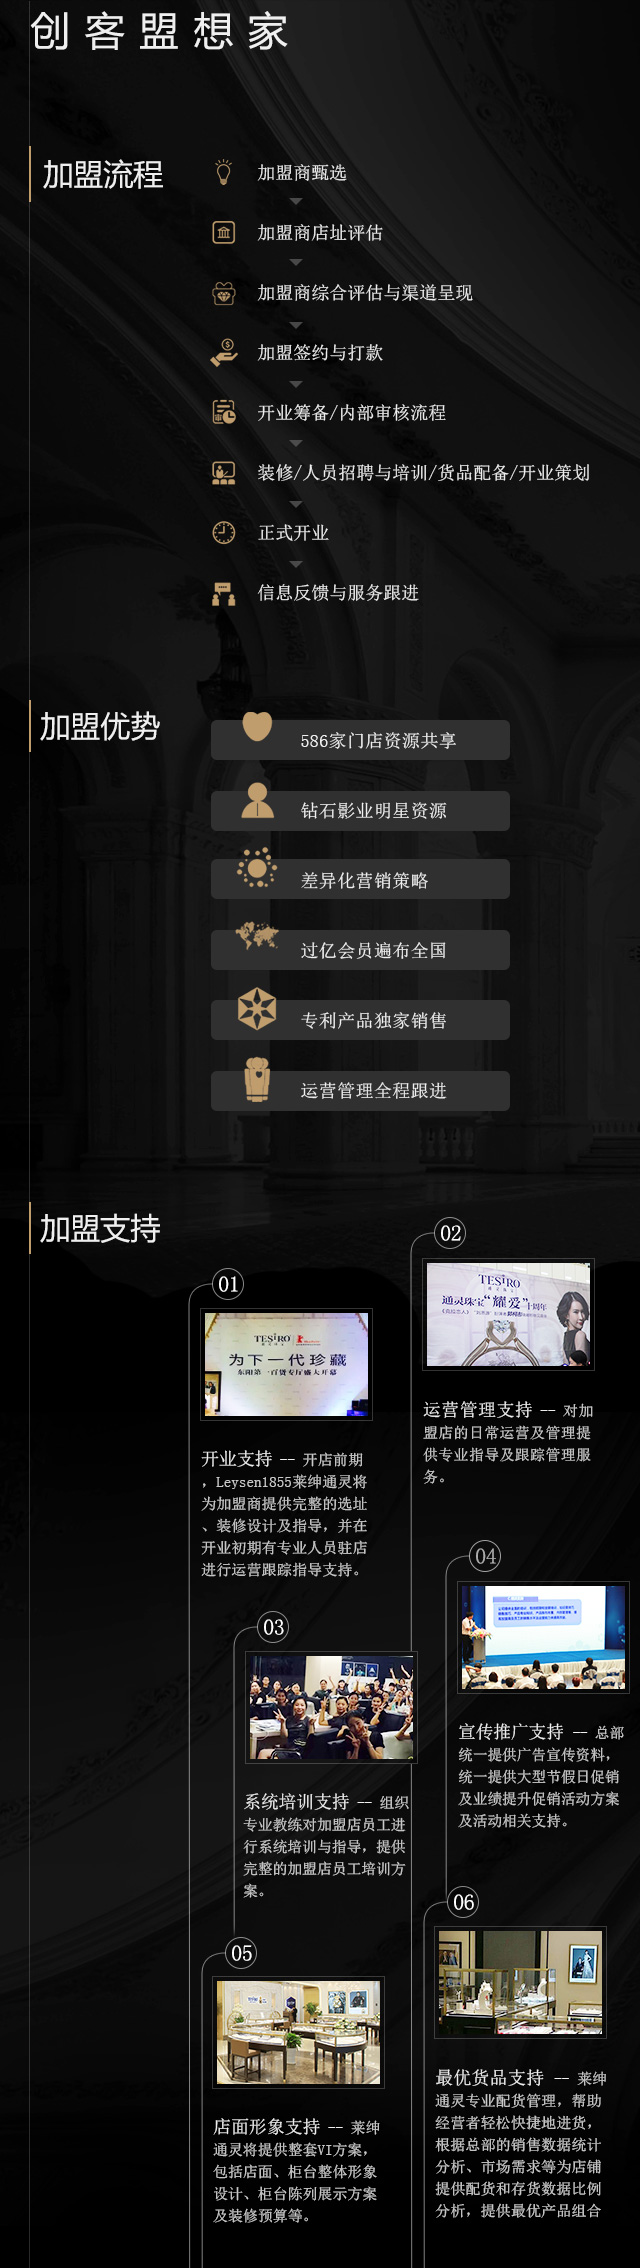 创客盟想家
加盟流程
加盟商甄选
加盟商店址评估
加盟商综合评估与渠道呈现
加盟签约与打款
开业筹备/内部审核流程
装修/人员招聘与培训/货品配备/开业策划
正式开业
信息反馈与服务跟进
加盟优势
586家门店资源共享
钻石影业明星资源
差异化营销策略
过亿会员遍布全国
专利产品独家销售
运营管理全程跟进
加盟支持
01
TESiRO
为下一代珍藏
东阳第一百货专厅盛大开幕
开业支持 -- 开店前期
，Leysen1855莱绅通灵将
为加盟商提供完整的选址
、装修设计及指导，并在
开业初期有专业人员驻店
进行运营跟踪指导支持。
02
TESiRO
通灵珠宝“耀爱”十周年
运营管理支持 -- 对加
盟店的日常运营及管理提
供专业指导及跟踪管理服
务。
03
系统培训支持 -- 组织
专业教练对加盟店员工进
行系统培训与指导，提供
完整的加盟店员工培训方
案。
04
宣传推广支持 -- 总部
统一提供广告宣传资料，
统一提供大型节假日促销
及业绩提升促销活动方案
及活动相关支持。
05
店面形象支持 -- 莱绅
通灵将提供整套VI方案，
包括店面、柜台整体形象
设计、柜台陈列展示方案
及装修预算等。
06
最优货品支持 -- 莱绅
通灵专业配货管理，帮助
经营者轻松快捷地进货，
根据总部的销售数据统计
分析、市场需求等为店铺
提供配货和存货数据比例
分析，提供最优产品组合